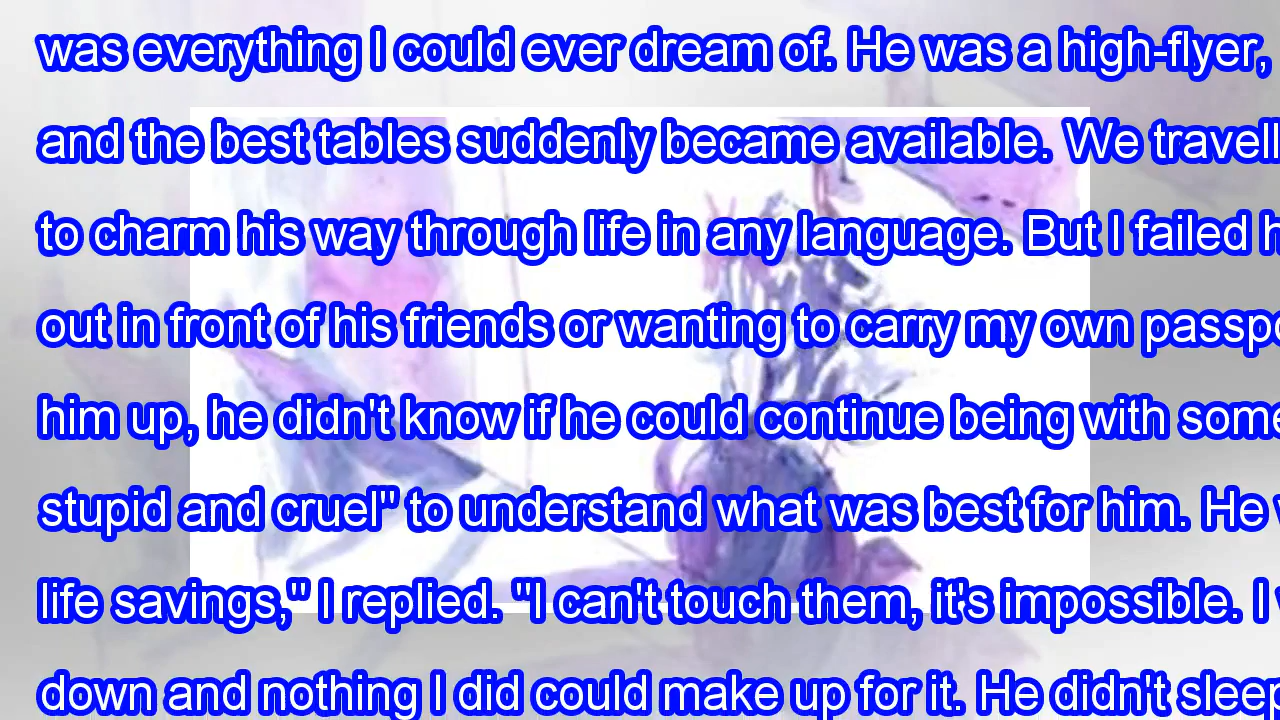 was everything I could ever dream of. He was a high-flyer,
and the best tables suddenly became available. We travell
to charm his way through life in any language. But I failed h
out in front of his friends or wanting to carry my own passpo
him up, he didn't know if he could continue being with some
stupid and cruel" to understand what was best for him. He
life savings," I replied. "I can't touch them, it's impossible. I
down and nothing I did could make up for it. He didn't sleep